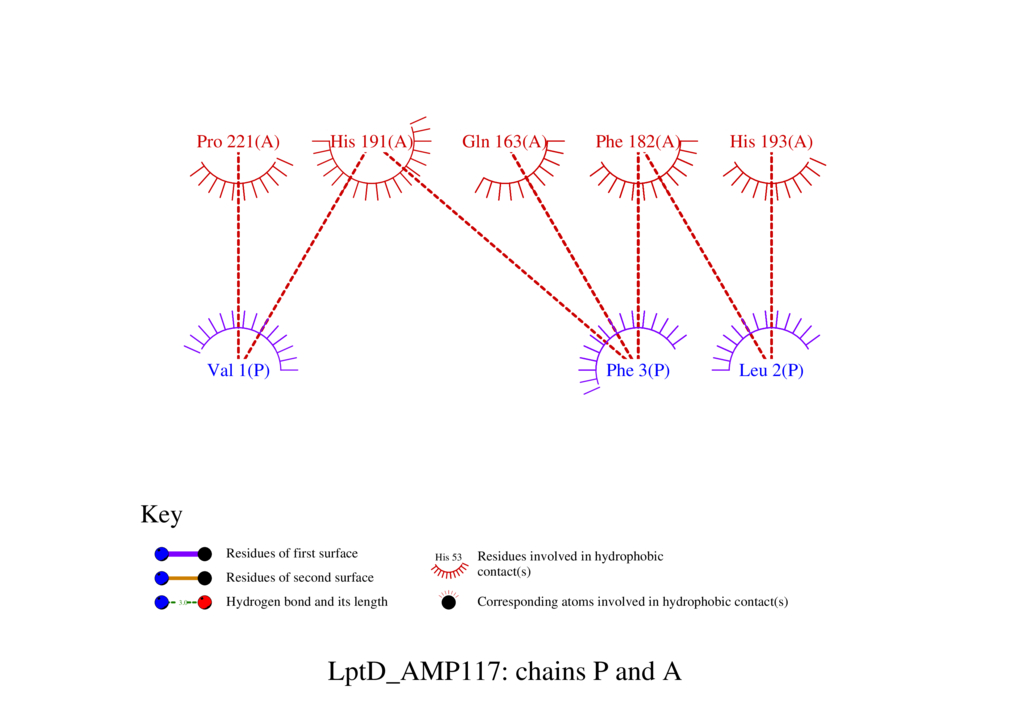 Pro 221(A) His 191(A) Gln 163(A) Phe 182(A) His 193(A)
Val 1(P) Phe 3(P) Leu 2(P)
Key
Residues of first surface
Residues of second surface
3.0
Hydrogen bond and its length
His 53
Residues involved in hydrophobic
contact(s)
Corresponding atoms involved in hydrophobic contact(s)
LptD_AMP117: chains P and A